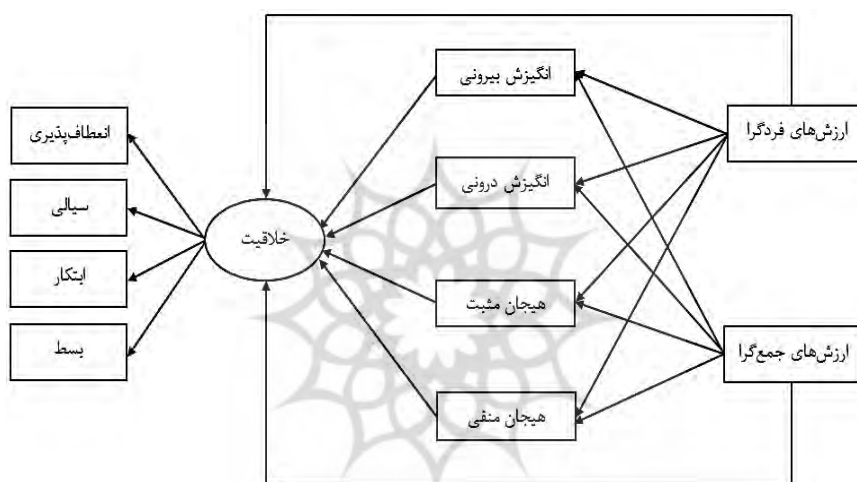 ارزش‌های فردگرا
ارزش‌های جمع‌گرا
انگیزش بیرونی
انگیزش درونی
هیجان مثبت
هیجان منفی
خلاقیت
انعطاف‌پذیری
سیالی
ابتکار
بسط